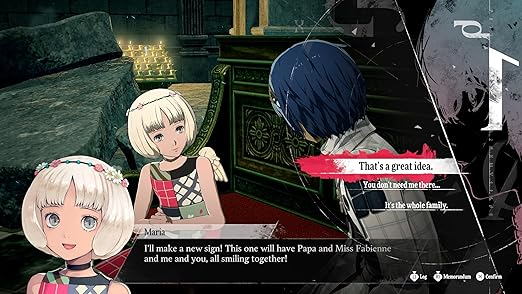 That's a great idea.
You don't need me there...
It's the whole family.
Maria
I'll make a new sign! This one will have Papa and Miss Fabienne
and me and you, all smiling together!
Log
Memorandum
Confirm